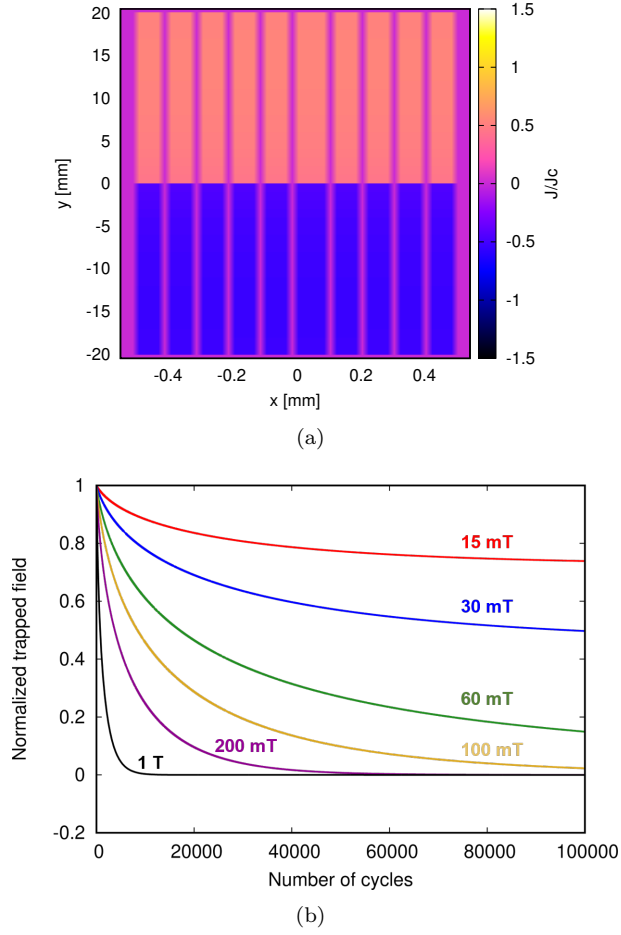 20
15
10
5
0
-5
-10
-15
-20
y [mm]
-0.4 -0.2 0 0.2 0.4
x [mm]
1.5
1
0.5
0
-0.5
-1
-1.5
J/Jc
(a)
1
0.8
0.6
0.4
0.2
0
-0.2
Normalized trapped field
15 mT
30 mT
60 mT
100 mT
200 mT
1 T
0 20000 40000 60000 80000 100000
Number of cycles
(b)